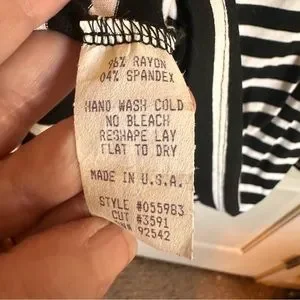 96% RAYON
04% SPANDEX
HAND WASH COLD
NO BLEACH
RESHAPE LAY
FLAT TO DRY
MADE IN U.S.A.
STYLE #055983
CUT #3591
92542